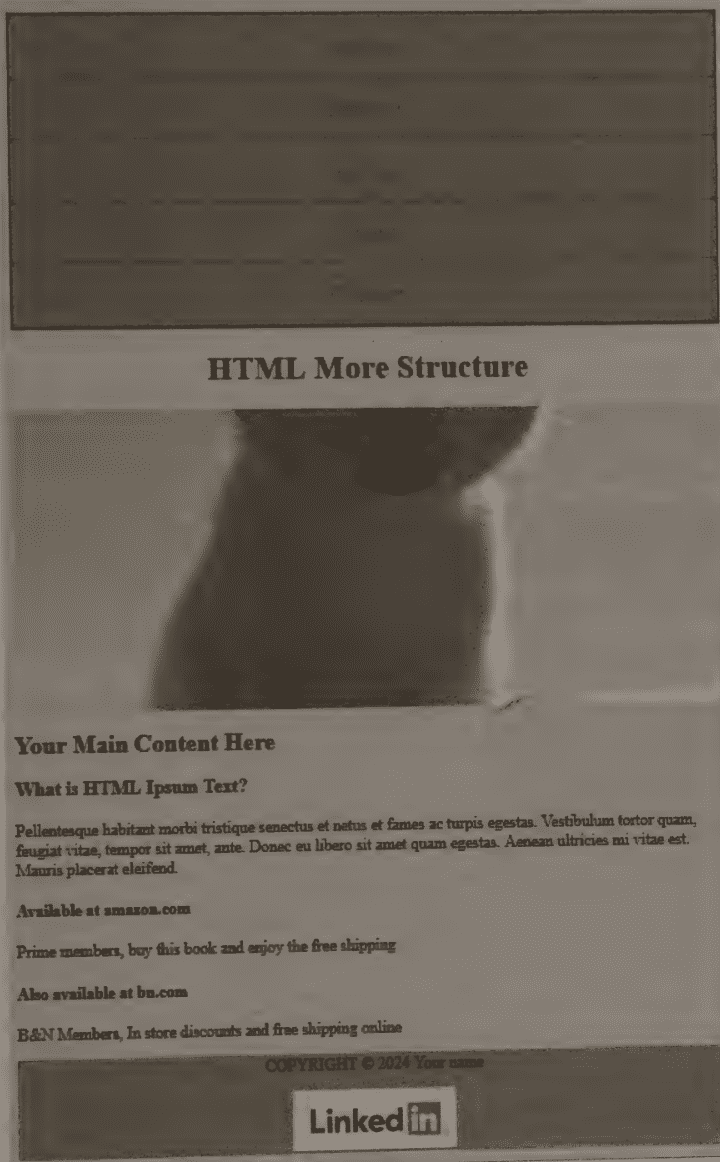 HTML More Structure
Your Main Content Here
What is HTML Ipsum Text?
Pellentesque habitant morbi tristique senectus et netus et fames ac turpis egestas. Vestibulum tortor quam,
feugiat vitae, tempor sit amet, ante. Donec eu libero sit amet quam egestas. Aenean ultricies mi vitae est.
Mauris placerat eleifend.
Available at amazon.com
Prime members, buy this book and enjoy the free shipping
Also available at bn.com
B&N Members, In store discounts and free shipping online
COPYRIGHT © 2024 Your name
Linked in